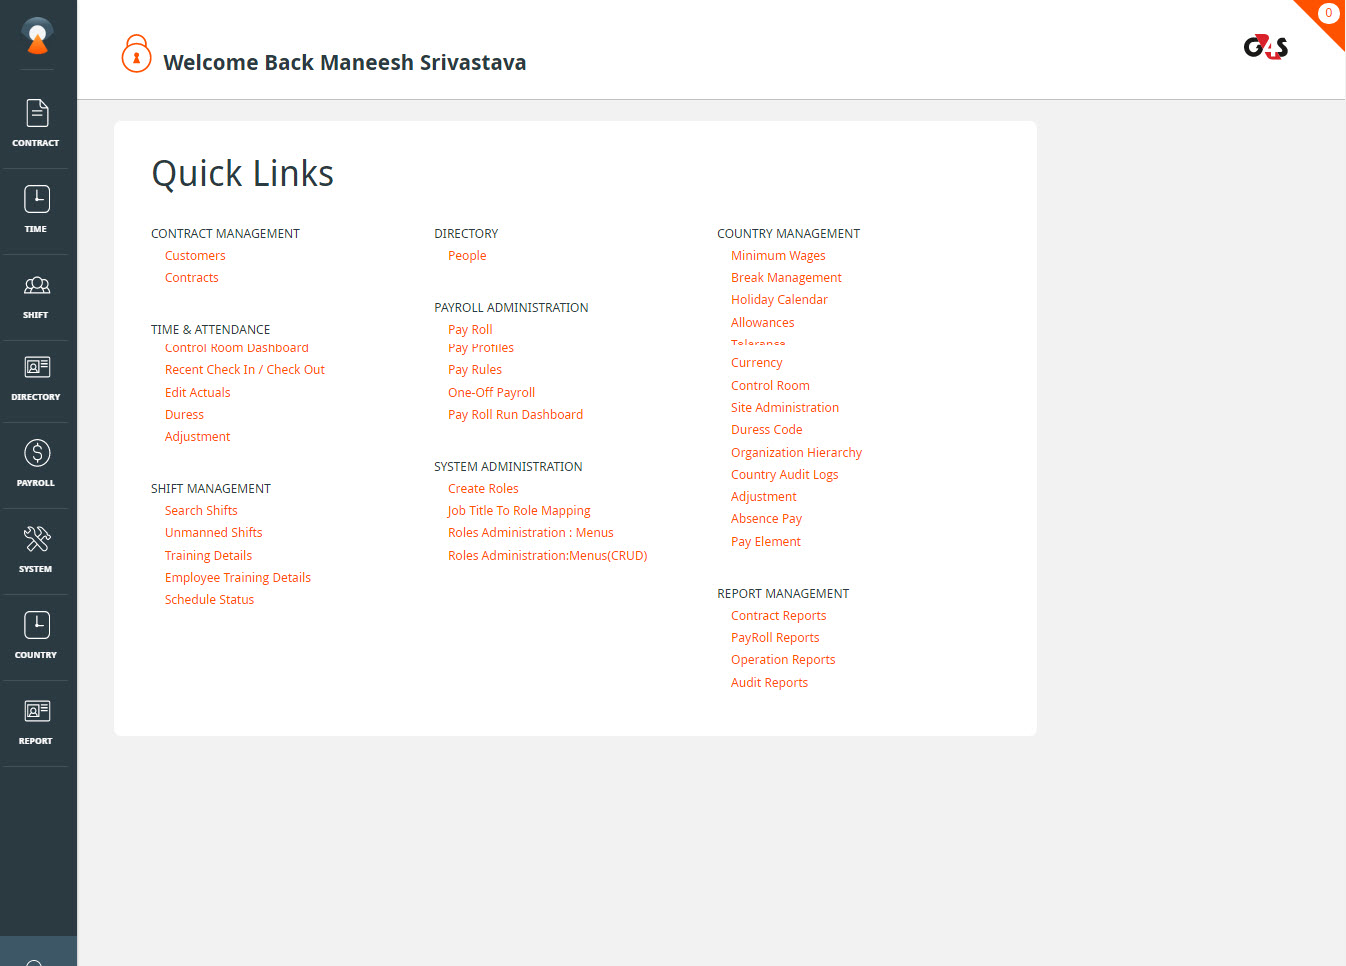 0
Welcome Back Maneesh Srivastava
G4S
CONTRACT
TIME
SHIFT
DIRECTORY
PAYROLL
SYSTEM
COUNTRY
REPORT
Quick Links
CONTRACT MANAGEMENT
Customers
Contracts
TIME & ATTENDANCE
Control Room Dashboard
Recent Check In / Check Out
Edit Actuals
Duress
Adjustment
SHIFT MANAGEMENT
Search Shifts
Unmanned Shifts
Training Details
Employee Training Details
Schedule Status
DIRECTORY
People
PAYROLL ADMINISTRATION
Pay Roll
Pay Profiles
Pay Rules
One-Off Payroll
Pay Roll Run Dashboard
SYSTEM ADMINISTRATION
Create Roles
Job Title To Role Mapping
Roles Administration : Menus
Roles Administration:Menus(CRUD)
COUNTRY MANAGEMENT
Minimum Wages
Break Management
Holiday Calendar
Allowances
Currency
Control Room
Site Administration
Duress Code
Organization Hierarchy
Country Audit Logs
Adjustment
Absence Pay
Pay Element
REPORT MANAGEMENT
Contract Reports
PayRoll Reports
Operation Reports
Audit Reports